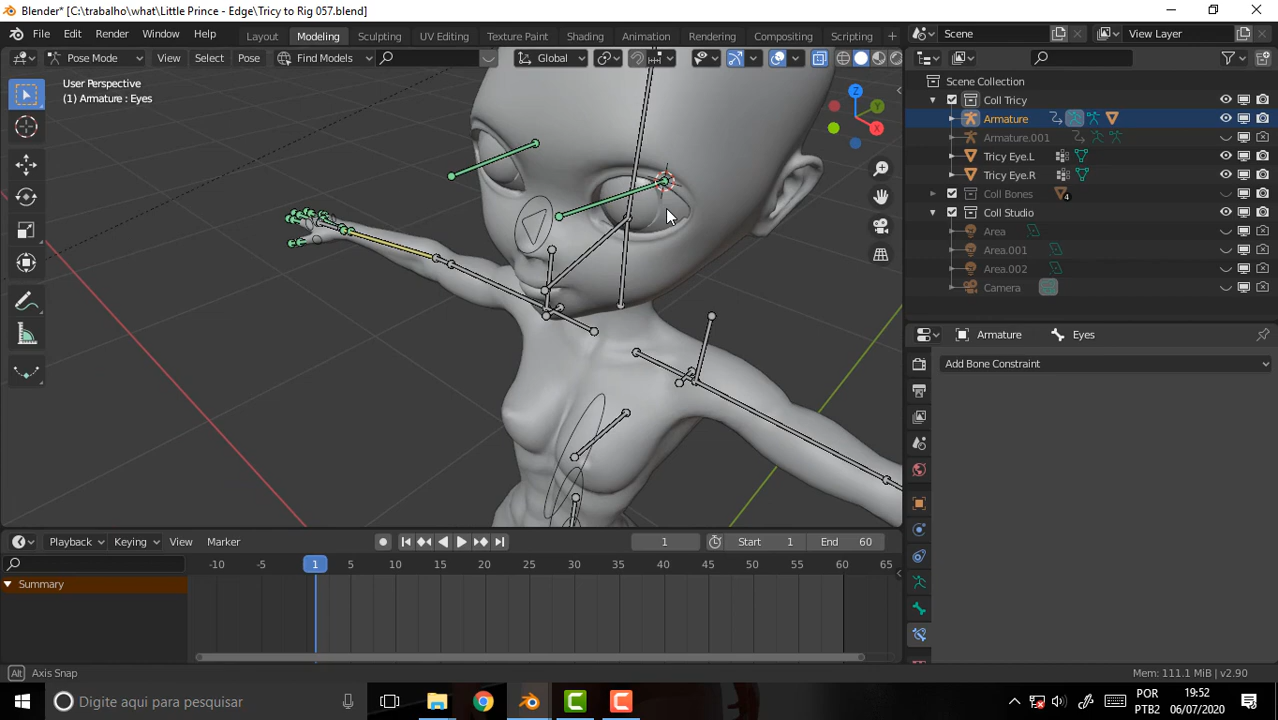 Blender* [C:\trabalho\what\Little Prince - Edge\Tricy to Rig 057.blend]
File Edit Render Window Help
Layout Modeling Sculpting UV Editing Texture Paint Shading Animation Rendering Compositing Scripting
Scene
View Layer
Pose Mode View Select Pose Find Models
Global
User Perspective
(1) Armature : Eyes
Z
Y
X
Scene Collection
Coll Tricy
Armature
Armature.001
Tricy Eye.L
Tricy Eye.R
Coll Bones
4
Coll Studio
Area
Area.001
Area.002
Camera
Armature
Eyes
Add Bone Constraint
Playback Keying View Marker
1
Start 1
End 60
-10 -5 1 5 10 15 20 25 30 35 40 45 50 55 60 65
Summary
Alt Axis Snap
Mem: 111.1 MiB | v2.90
Digite aqui para pesquisar
POR
PTB2
19:52
06/07/2020